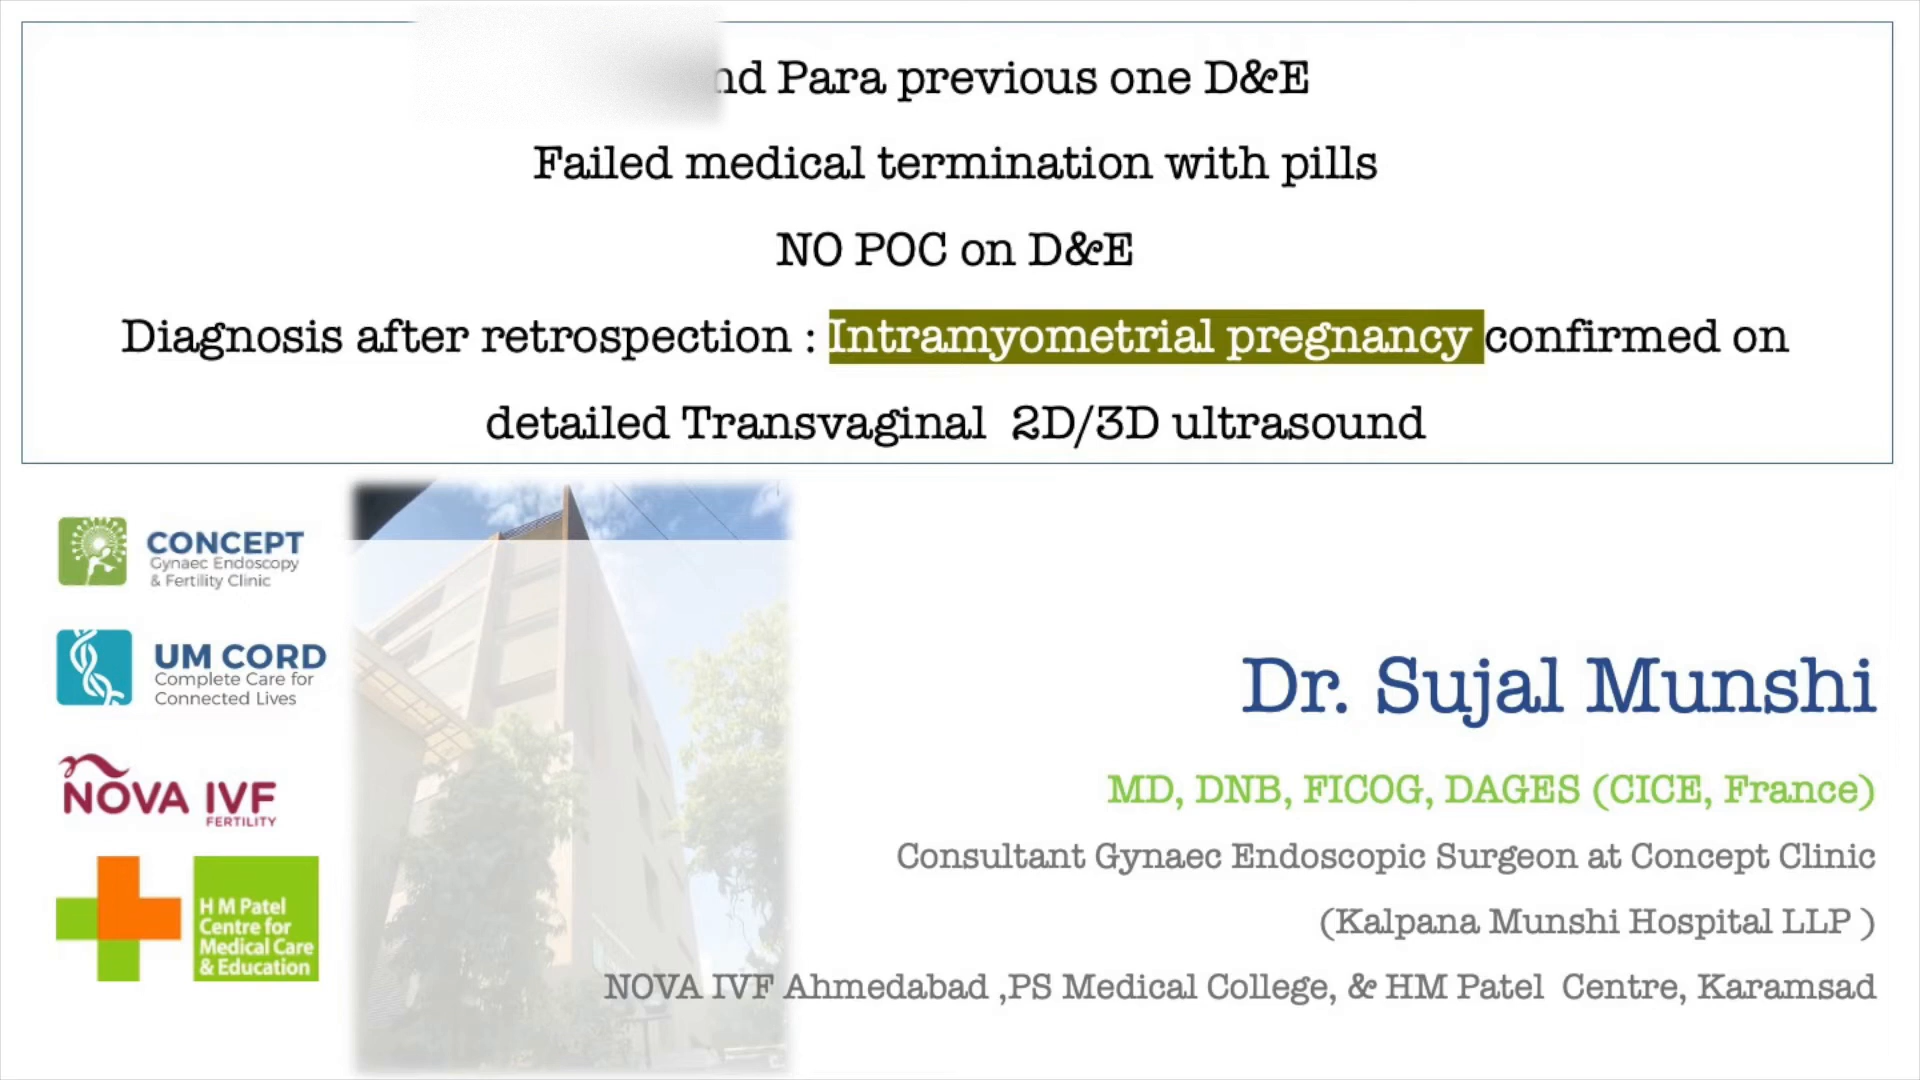 Para previous one D&E
Failed medical termination with pills
NO POC on D&E
Diagnosis after retrospection : Intramyometrial pregnancy confirmed on
detailed Transvaginal 2D/3D ultrasound
CONCEPT
Gynaec Endoscopy
& Fertility Clinic
UM CORD
Complete Care for
Connected Lives
NOVA IVF
FERTILITY
H M Patel
Centre for
Medical Care
& Education
Dr. Sujal Munshi
MD, DNB, FICOG, DAGES (CICE, France)
Consultant Gynaec Endoscopic Surgeon at Concept Clinic
(Kalpana Munshi Hospital LLP )
NOVA IVF Ahmedabad ,PS Medical College, & HM Patel Centre, Karamsad